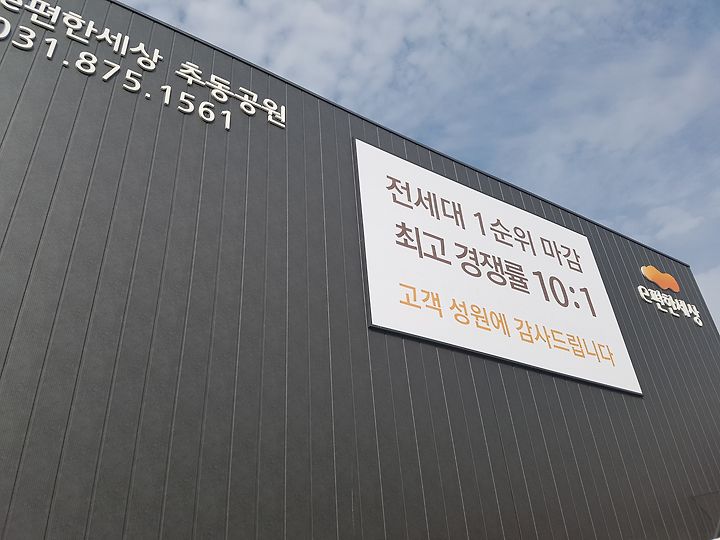 e편한세상 추동공원
031.875.1561
전세대 1순위 마감
최고 경쟁률 10:1
고객 성원에 감사드립니다
e편한세상